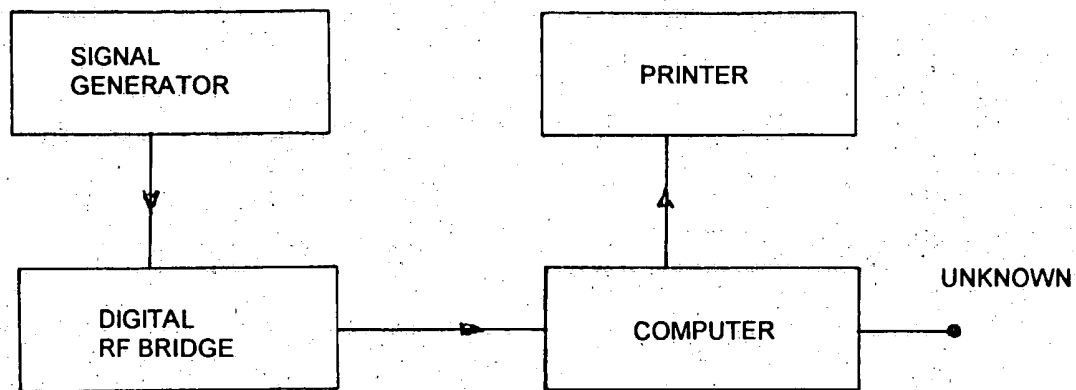 SIGNAL
GENERATOR
PRINTER
DIGITAL
RF BRIDGE
COMPUTER
UNKNOWN